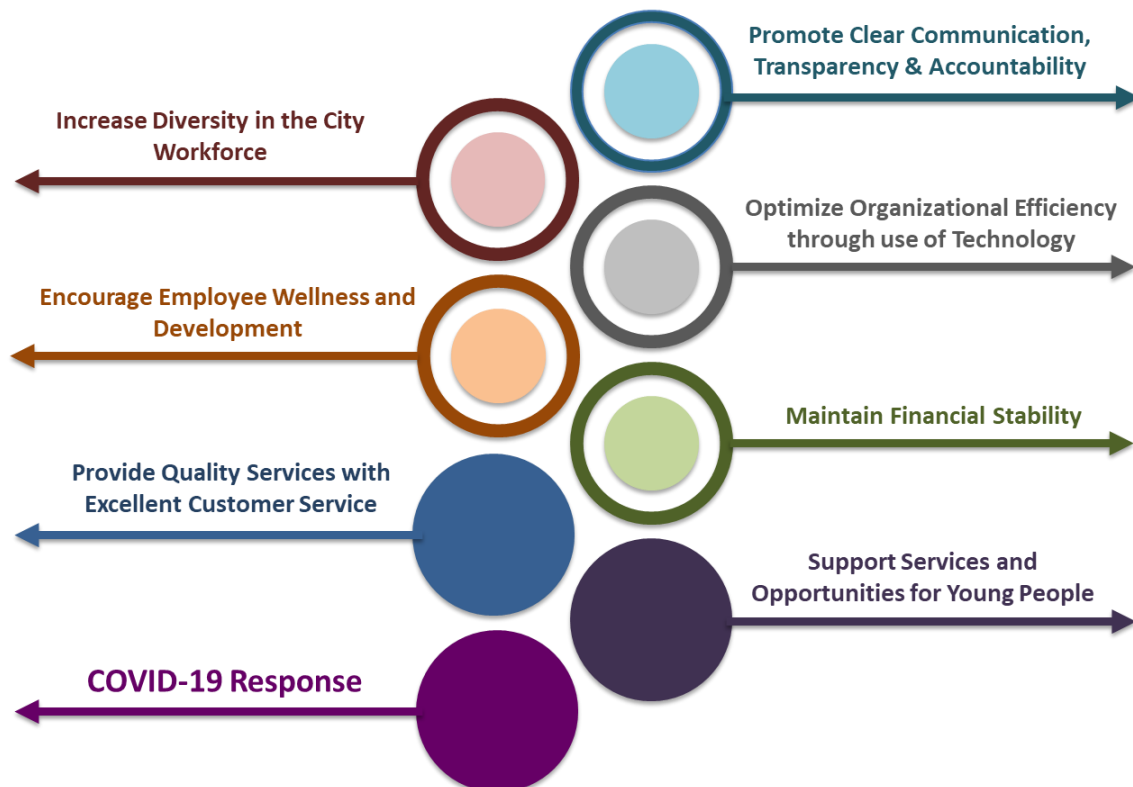 Promote Clear Communication,
Transparency & Accountability
Increase Diversity in the City
Workforce
Optimize Organizational Efficiency
through use of Technology
Encourage Employee Wellness and
Development
Maintain Financial Stability
Provide Quality Services with
Excellent Customer Service
Support Services and
Opportunities for Young People
COVID-19 Response